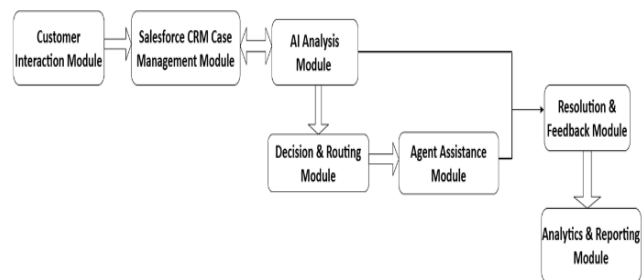 Customer
Interaction Module
Salesforce CRM Case
Management Module
AI Analysis
Module
Decision & Routing
Module
Agent Assistance
Module
Resolution &
Feedback Module
Analytics & Reporting
Module